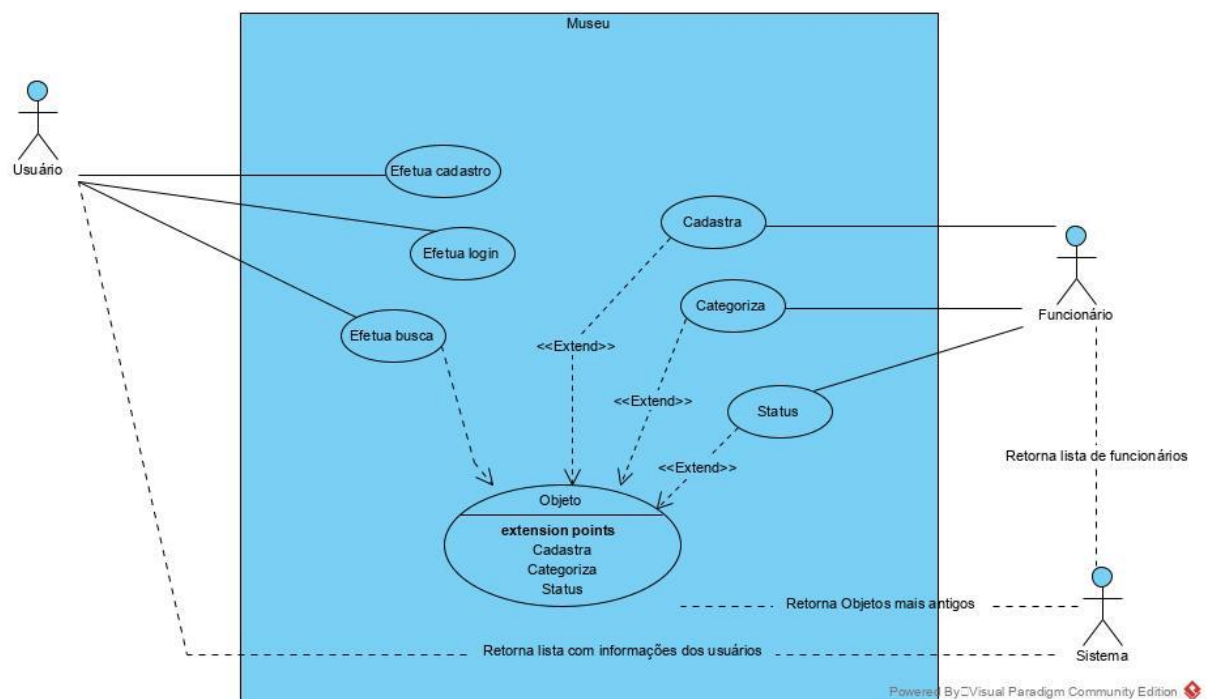 Museu
Usuário
Efetua cadastro
Efetua login
Efetua busca
Cadastra
Categoriza
Status
Funcionário
<<Extend>>
<<Extend>>
<<Extend>>
Retorna lista de funcionários
Objeto
extension points
Cadastra
Categoriza
Status
Retorna Objetos mais antigos
Retorna lista com informações dos usuários
Sistema
Powered By Visual Paradigm Community Edition